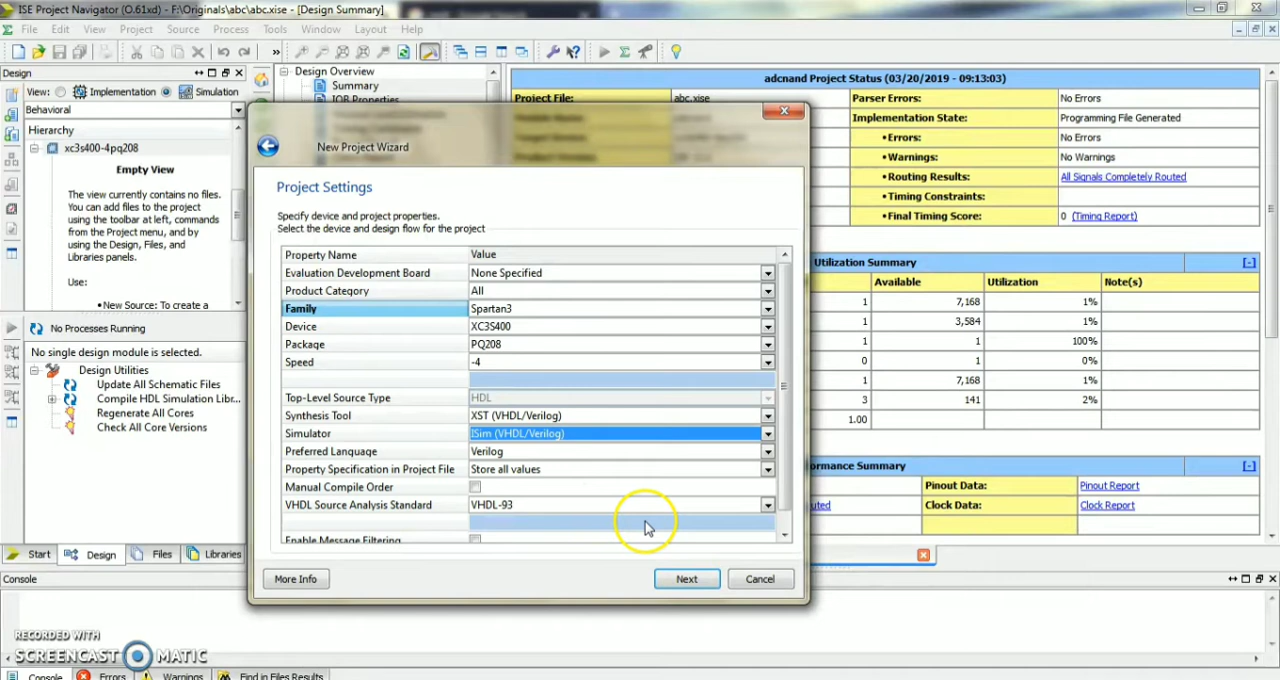 ISE Project Navigator (O.61xd) - F:\Originals\abc\abc.xise - [Design Summary]
File Edit View Project Source Process Tools Window Layout Help
Design
View: Implementation Simulation
Behavioral
Hierarchy
xc3s400-4pq208
Empty View
The view currently contains no files.
You can add files to the project
using the toolbar at left, commands
from the Project menu, and by
using the Design, Files, and
Libraries panels.
Use:
• New Source: To create a
No Processes Running
No single design module is selected.
Design Utilities
Update All Schematic Files
Compile HDL Simulation Libr...
Regenerate All Cores
Check All Core Versions
Start Design Files Libraries
Design Overview
Summary
IOB Properties
adcnand Project Status (03/20/2019 - 09:13:03)
Project File: abc.xise Parser Errors: No Errors
Implementation State: Programming File Generated
• Errors: No Errors
• Warnings: No Warnings
• Routing Results: All Signals Completely Routed
• Timing Constraints:
• Final Timing Score: 0 (Timing Report)
Utilization Summary [-]
Available Utilization Note(s)
1 7,168 1%
1 3,584 1%
1 1 100%
0 1 0%
1 7,168 1%
3 141 2%
1.00
ormance Summary [-]
Pinout Data: Pinout Report
uted Clock Data: Clock Report
New Project Wizard
Project Settings
Specify device and project properties.
Select the device and design flow for the project
Property Name Value
Evaluation Development Board None Specified
Product Category All
Family Spartan3
Device XC3S400
Package PQ208
Speed -4
Top-Level Source Type HDL
Synthesis Tool XST (VHDL/Verilog)
Simulator ISim (VHDL/Verilog)
Preferred Language Verilog
Property Specification in Project File Store all values
Manual Compile Order
VHDL Source Analysis Standard VHDL-93
Enable Message Filtering
More Info Next Cancel
Console
RECORDED WITH
SCREENCAST MATIC
Console Errors Warnings Find in Files Results